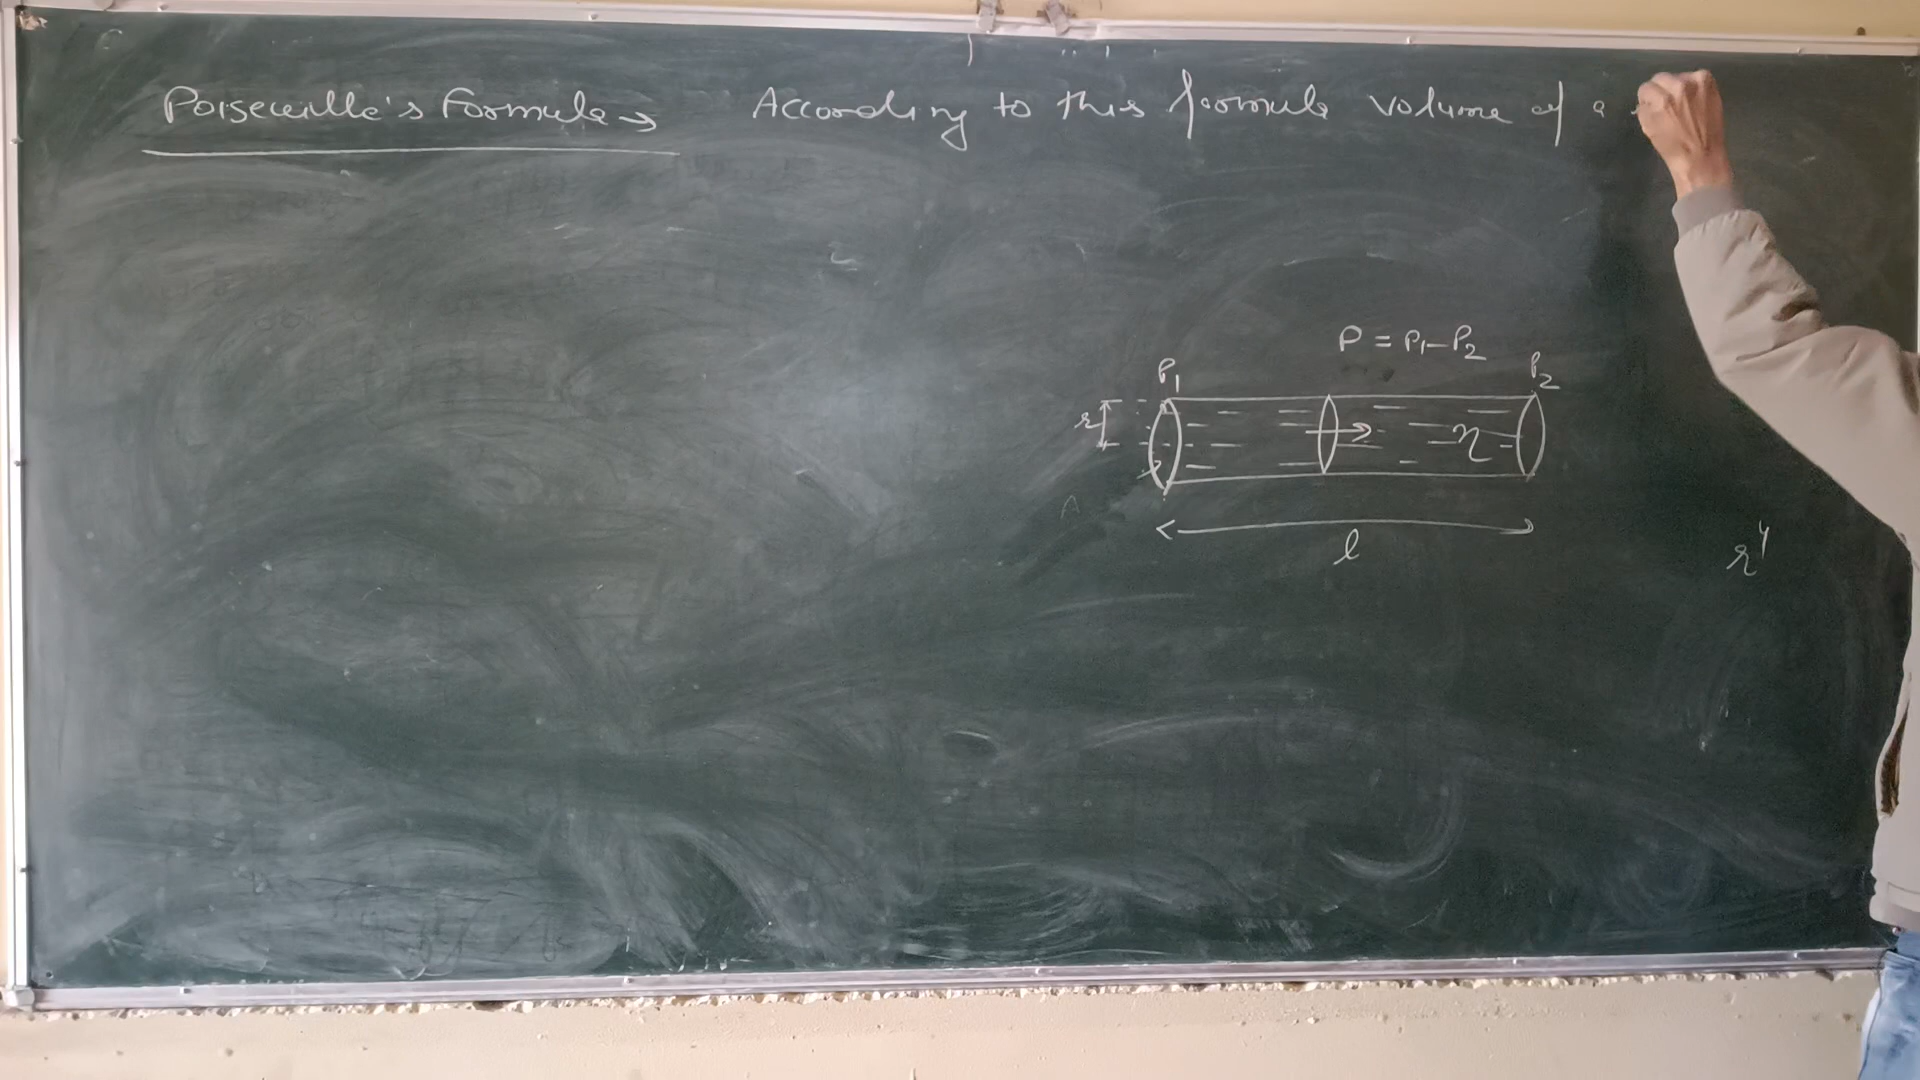 Poiseuille's Formula → According to this formula volume of a
P = P₁ - P₂
P₁ P₂
r η
l
r⁴